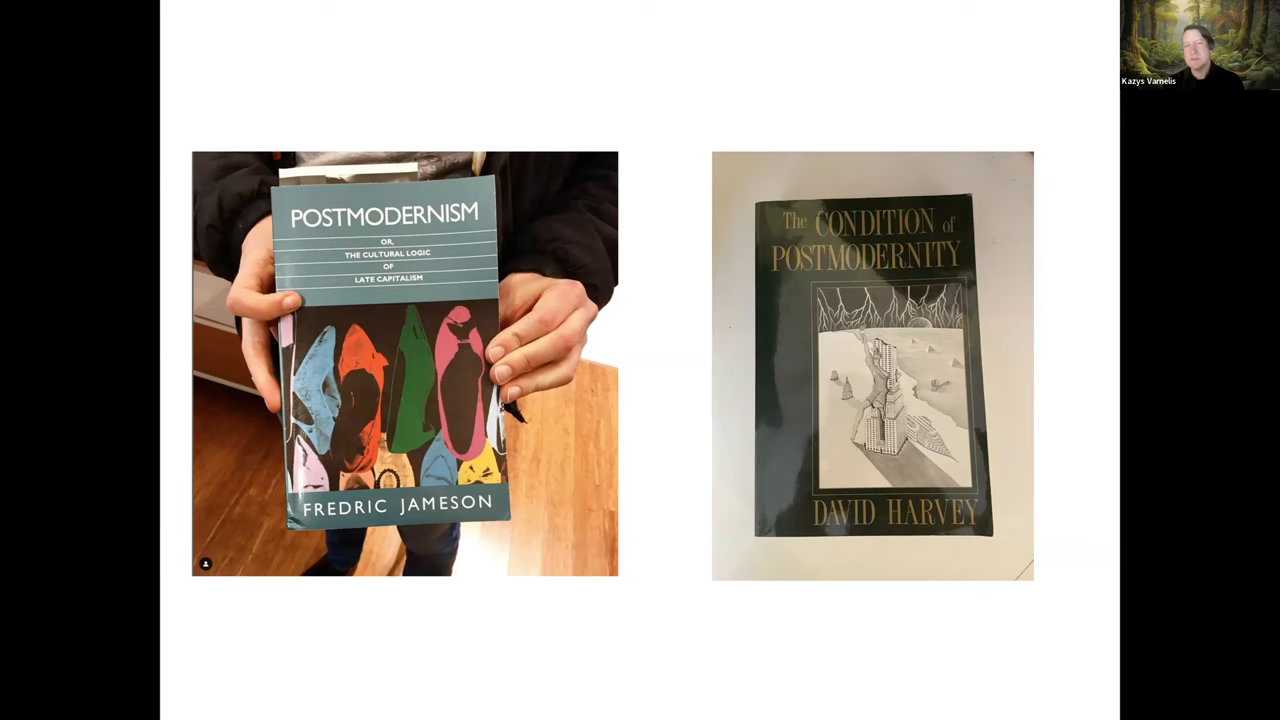 POSTMODERNISM
OR,
THE CULTURAL LOGIC
OF
LATE CAPITALISM
FREDRIC JAMESON
The CONDITION of
POSTMODERNITY
DAVID HARVEY
Kazys Varnelis